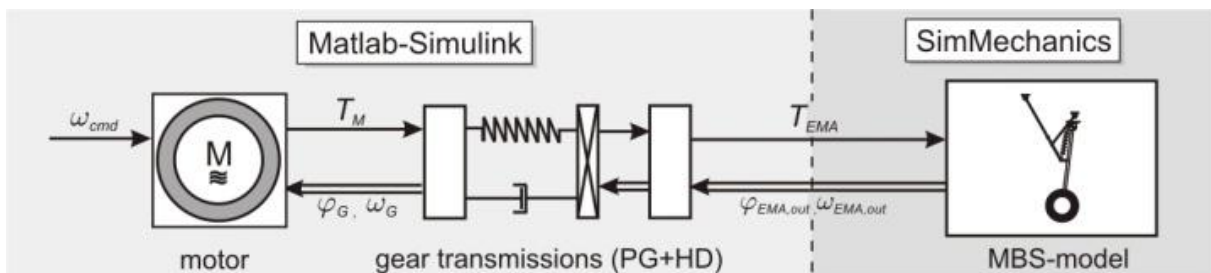 Matlab-Simulink
SimMechanics
ω_cmd
M
≋
T_M
T_EMA
φ_G, ω_G
φ_EMA,out, ω_EMA,out
motor
gear transmissions (PG+HD)
MBS-model